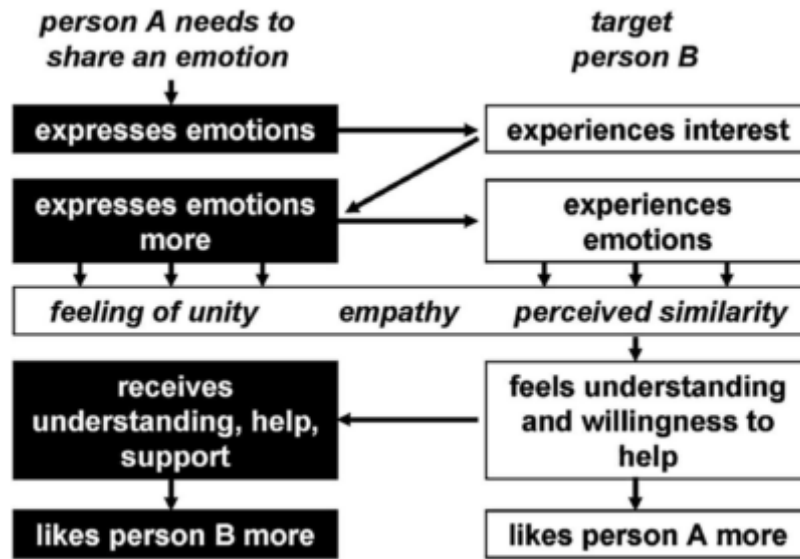 person A needs to
share an emotion
target
person B
expresses emotions
experiences interest
expresses emotions
more
experiences
emotions
feeling of unity empathy perceived similarity
receives
understanding, help,
support
feels understanding
and willingness to
help
likes person B more
likes person A more